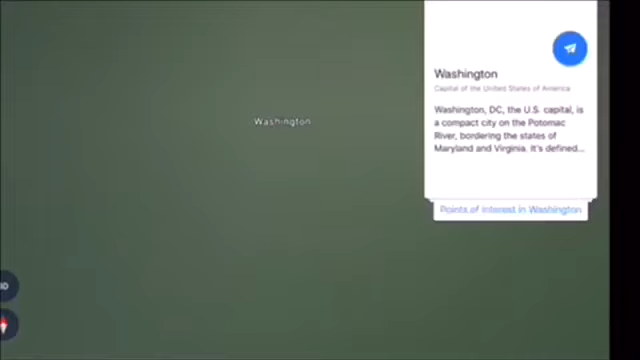 Washington
Washington
Capital of the United States of America
Washington, DC, the U.S. capital, is
a compact city on the Potomac
River, bordering the states of
Maryland and Virginia. It's defined...
Points of interest in Washington